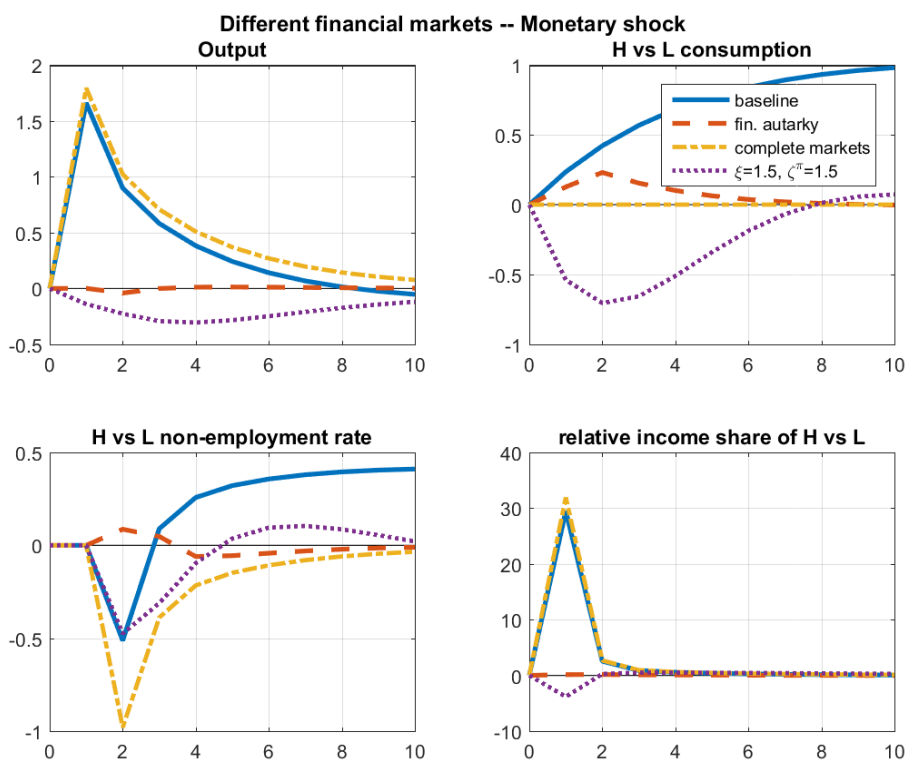 Different financial markets -- Monetary shock
Output
2
1.5
1
0.5
0
-0.5
0 2 4 6 8 10
H vs L consumption
1
0.5
0
-0.5
-1
0 2 4 6 8 10
baseline
fin. autarky
complete markets
ξ=1.5, ζ^π=1.5
H vs L non-employment rate
0.5
0
-0.5
-1
0 2 4 6 8 10
relative income share of H vs L
40
30
20
10
0
-10
0 2 4 6 8 10